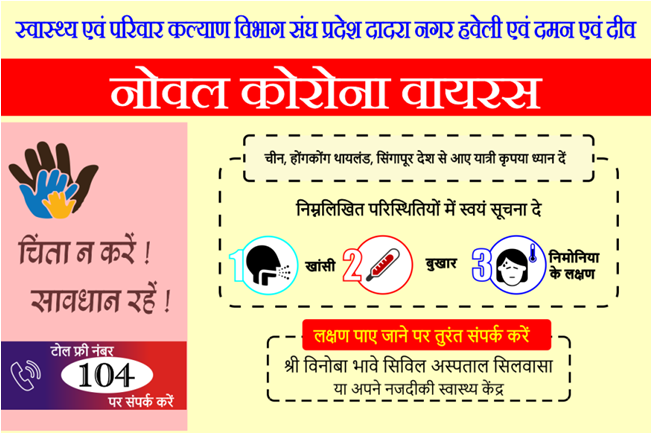 स्वास्थ्य एवं परिवार कल्याण विभाग संघ प्रदेश दादरा नगर हवेली एवं दमन एवं दीव
नोवल कोरोना वायरस
चिंता न करें !
सावधान रहें !
टोल फ्री नंबर
104
पर संपर्क करें
चीन, होंगकोंग थायलंड, सिंगापूर देश से आए यात्री कृपया ध्यान दें
निम्नलिखित परिस्थितियों में स्वयं सूचना दे
1 खांसी 2 बुखार 3 निमोनिया
के लक्षण
लक्षण पाए जाने पर तुरंत संपर्क करें
श्री विनोबा भावे सिविल अस्पताल सिलवासा
या अपने नजदीकी स्वास्थ्य केंद्र